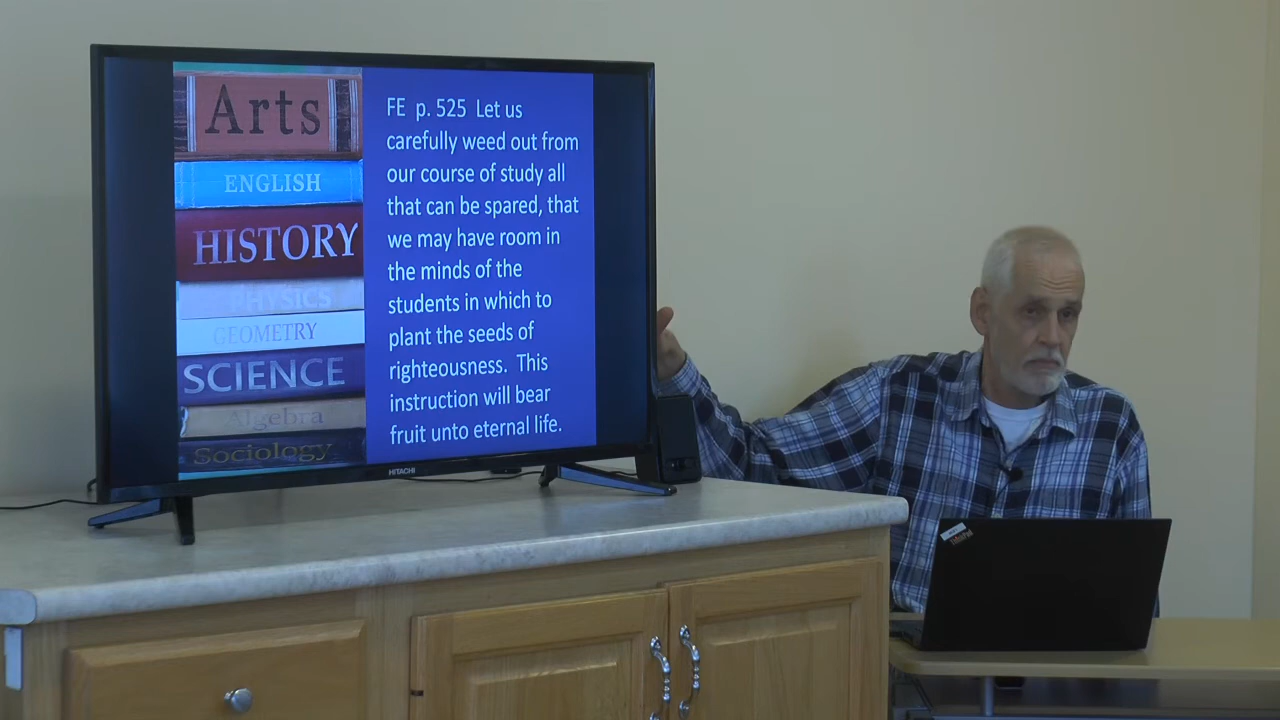 Arts
ENGLISH
HISTORY
PHYSICS
GEOMETRY
SCIENCE
Algebra
Sociology
FE p. 525 Let us
carefully weed out from
our course of study all
that can be spared, that
we may have room in
the minds of the
students in which to
plant the seeds of
righteousness. This
instruction will bear
fruit unto eternal life.
HITACHI
ThinkPad